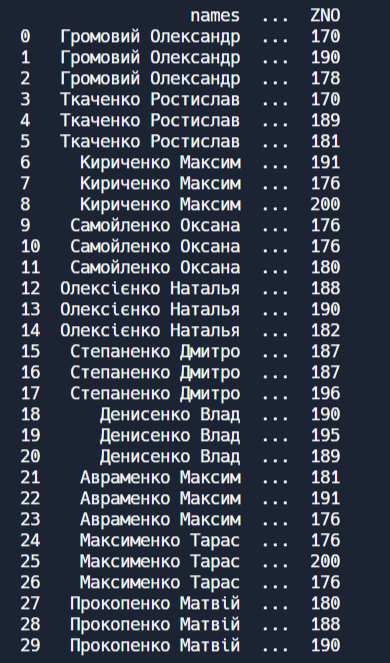 names ... ZNO
0 Громовий Олександр ... 170
1 Громовий Олександр ... 190
2 Громовий Олександр ... 178
3 Ткаченко Ростислав ... 170
4 Ткаченко Ростислав ... 189
5 Ткаченко Ростислав ... 181
6 Кириченко Максим ... 191
7 Кириченко Максим ... 176
8 Кириченко Максим ... 200
9 Самойленко Оксана ... 176
10 Самойленко Оксана ... 176
11 Самойленко Оксана ... 180
12 Олексієнко Наталья ... 188
13 Олексієнко Наталья ... 190
14 Олексієнко Наталья ... 182
15 Степаненко Дмитро ... 187
16 Степаненко Дмитро ... 187
17 Степаненко Дмитро ... 196
18 Денисенко Влад ... 190
19 Денисенко Влад ... 195
20 Денисенко Влад ... 189
21 Авраменко Максим ... 181
22 Авраменко Максим ... 191
23 Авраменко Максим ... 176
24 Максименко Тарас ... 176
25 Максименко Тарас ... 200
26 Максименко Тарас ... 176
27 Прокопенко Матвій ... 180
28 Прокопенко Матвій ... 188
29 Прокопенко Матвій ... 190